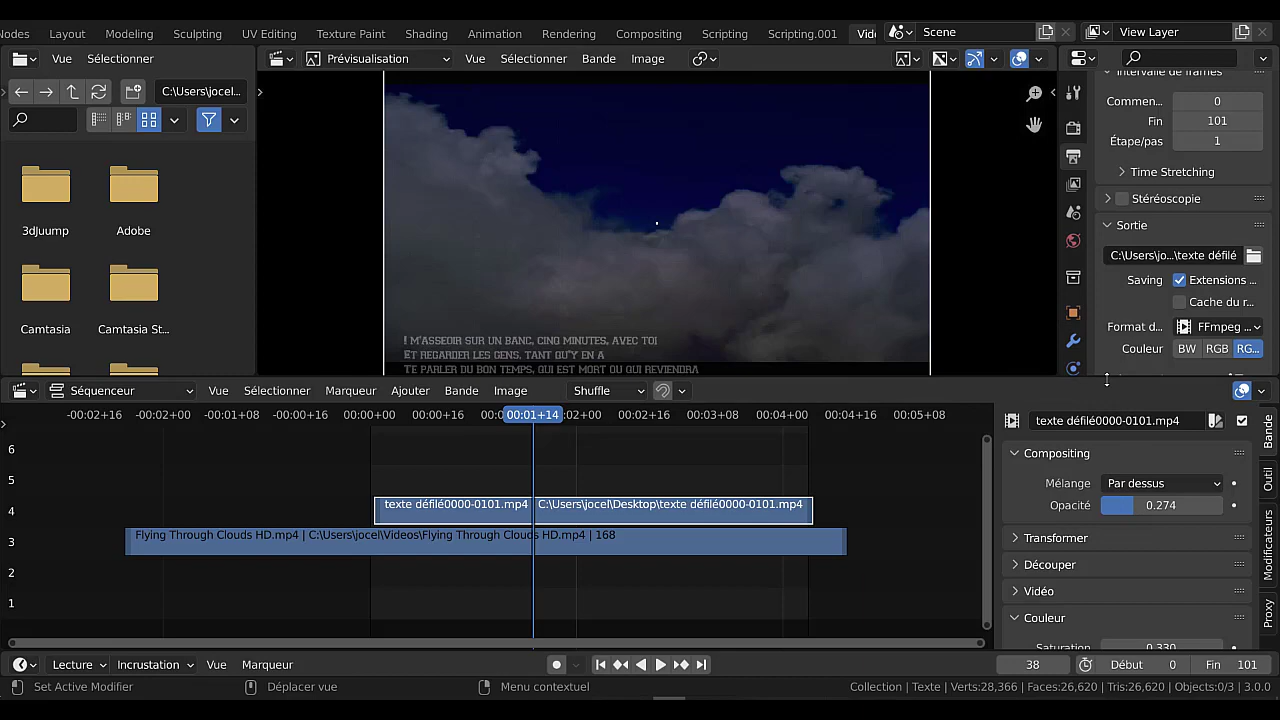 Nodes Layout Modeling Sculpting UV Editing Texture Paint Shading Animation Rendering Compositing Scripting Scripting.001 Scene View Layer
Vue Sélectionner Prévisualisation Vue Sélectionner Bande Image
C:\Users\jocel...
3djuump Adobe
Camtasia Camtasia St...
! M'ASSEOIR SUR UN BANC, CINQ MINUTES, AVEC TOI
ET REGARDER LES GENS, TANT QU'Y EN A
TE PARLER DU BON TEMPS, QUI EST MORT OU QUI REVIENDRA
Intervalle de frames
Commen... 0
Fin 101
Étape/pas 1
Time Stretching
Stéréoscopie
Sortie
C:\Users\jo...\texte défilé
Saving Extensions ...
Cache du r...
Format d... FFmpeg ...
Couleur BW RGB RG...
Séquenceur Vue Sélectionner Marqueur Ajouter Bande Image Shuffle
-00:02+16 -00:02+00 -00:01+08 -00:00+16 00:00+00 00:00+16 00:01+14 :02+00 00:02+16 00:03+08 00:04+00 00:04+16 00:05+08
6
5
4 texte défilé0000-0101.mp4 C:\Users\jocel\Desktop\texte défilé0000-0101.mp4
3 Flying Through Clouds HD.mp4 | C:\Users\jocel\Videos\Flying Through Clouds HD.mp4 | 168
2
1
texte défilé0000-0101.mp4
Compositing
Mélange Par dessus
Opacité 0.274
Transformer
Découper
Vidéo
Couleur
Saturation 0.330
Bande
Outil
Modificateurs
Proxy
Lecture Incrustation Vue Marqueur 38 Début 0 Fin 101
Set Active Modifier Déplacer vue Menu contextuel Collection | Texte | Verts:28,366 | Faces:26,620 | Tris:26,620 | Objects:0/3 | 3.0.0